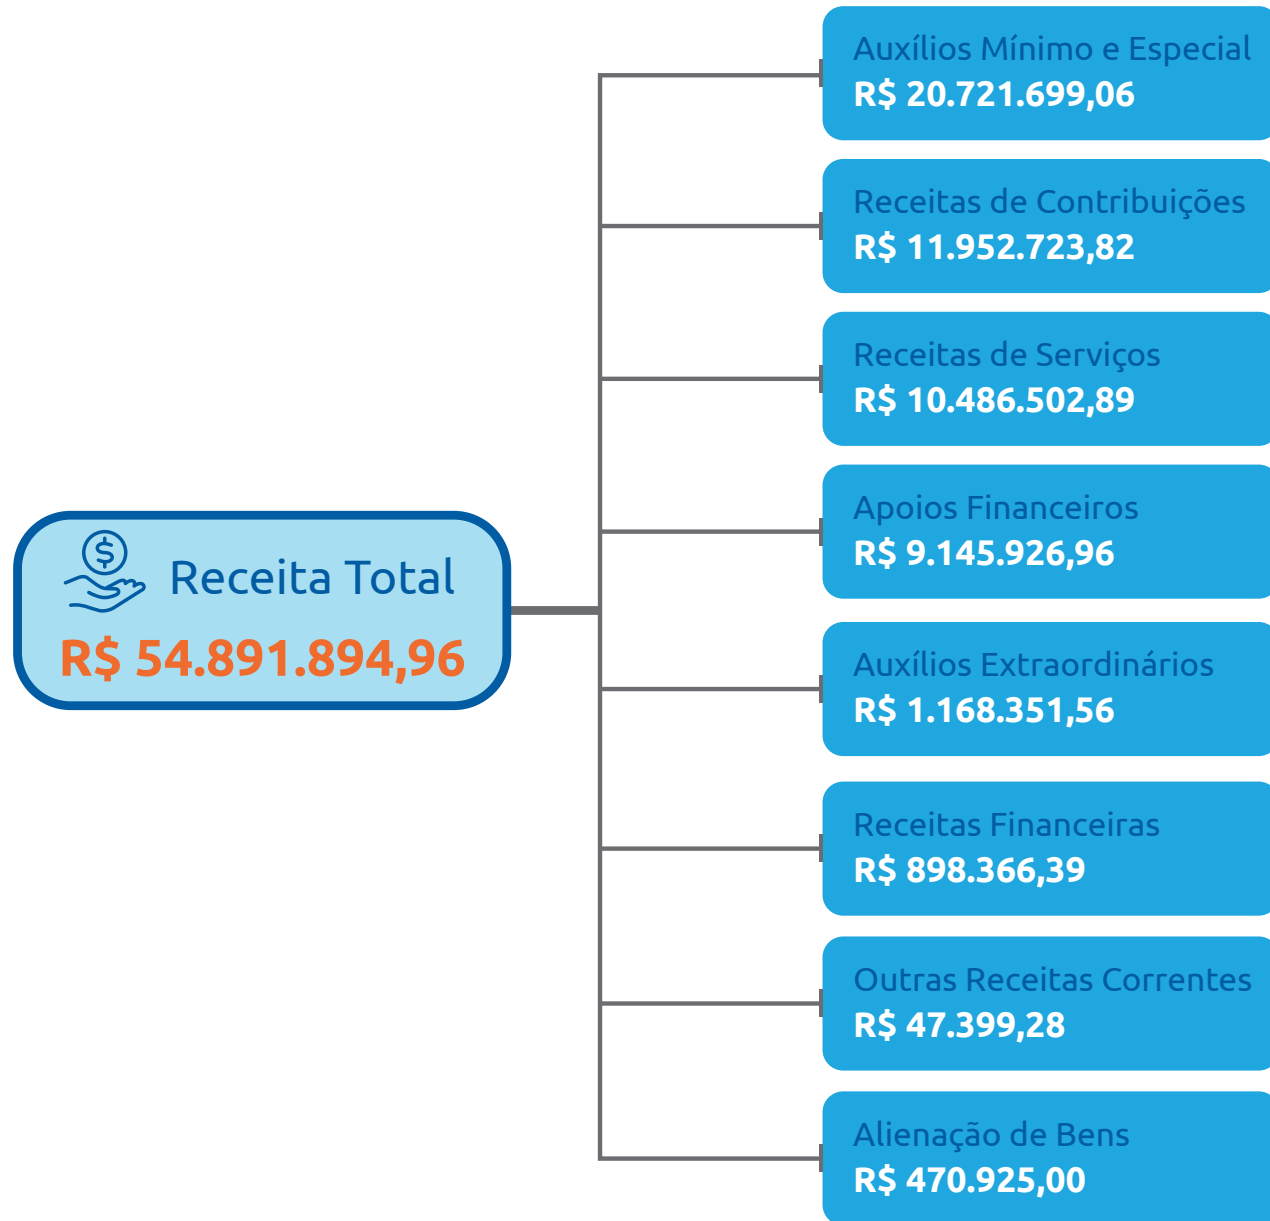 Receita Total
R$ 54.891.894,96
Auxílios Mínimo e Especial
R$ 20.721.699,06
Receitas de Contribuições
R$ 11.952.723,82
Receitas de Serviços
R$ 10.486.502,89
Apoios Financeiros
R$ 9.145.926,96
Auxílios Extraordinários
R$ 1.168.351,56
Receitas Financeiras
R$ 898.366,39
Outras Receitas Correntes
R$ 47.399,28
Alienação de Bens
R$ 470.925,00